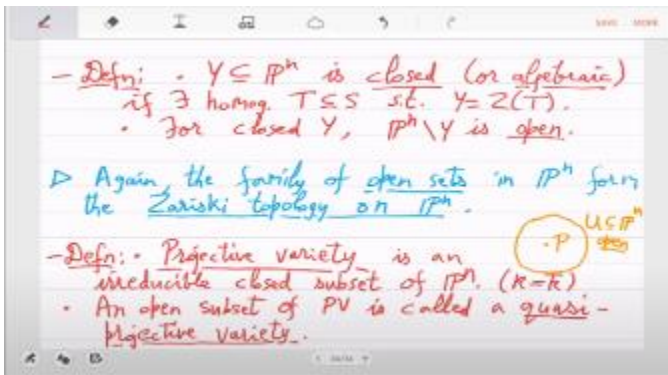 SAVE MORE
- Defn: · Y ⊆ ℙⁿ is closed (or algebraic)
if ∃ homog. T ⊆ S s.t. Y = Z(T).
· For closed Y, ℙⁿ \ Y is open.
▷ Again, the family of open sets in ℙⁿ form
the Zariski topology on ℙⁿ.
·P U ⊆ ℙⁿ
open
- Defn: · Projective variety is an
irreducible closed subset of ℙⁿ. (k=k̄)
· An open subset of PV is called a quasi-
projective variety.